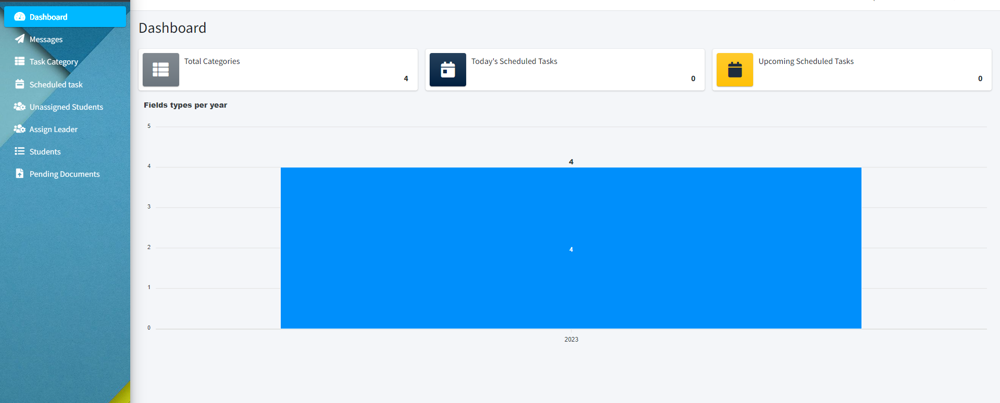 Dashboard
Messages
Task Category
Scheduled task
Unassigned Students
Assign Leader
Students
Pending Documents
Dashboard
Total Categories
4
Today's Scheduled Tasks
0
Upcoming Scheduled Tasks
0
Fields types per year
5
4
3
2
1
0
4
4
2023